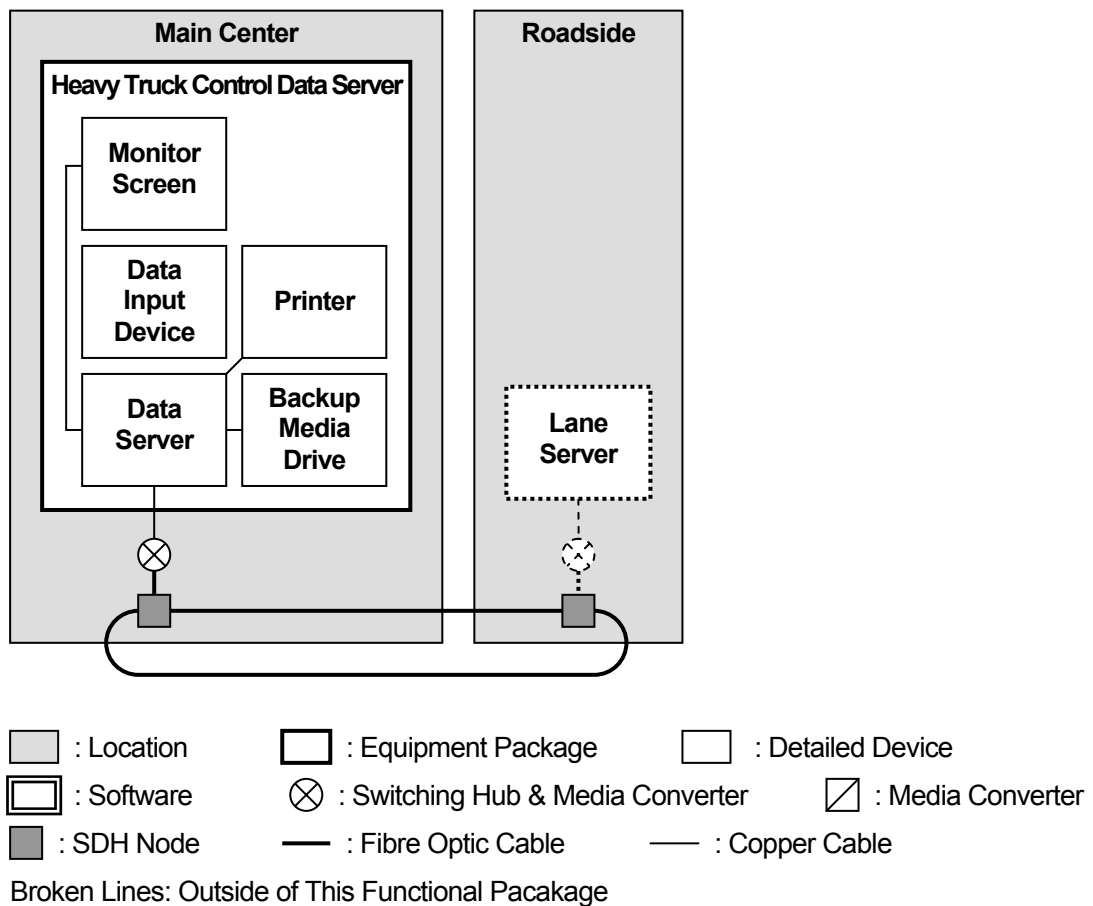 Main Center
Roadside
Heavy Truck Control Data Server
Monitor
Screen
Data
Input
Device
Printer
Data
Server
Backup
Media
Drive
Lane
Server
: Location
: Equipment Package
: Detailed Device
: Software
: Switching Hub & Media Converter
: Media Converter
: SDH Node
: Fibre Optic Cable
: Copper Cable
Broken Lines: Outside of This Functional Pacakage